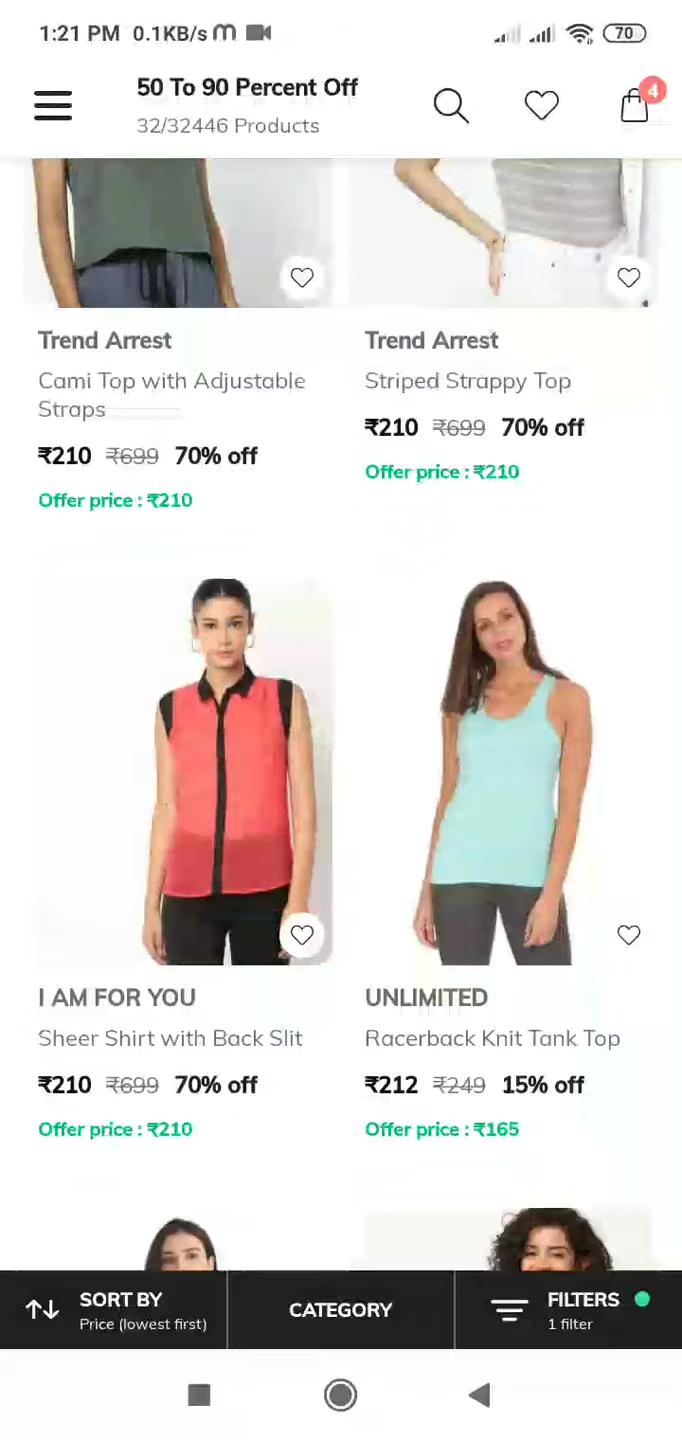 1:21 PM 0.1KB/s
70
50 To 90 Percent Off
32/32446 Products
4
Trend Arrest
Cami Top with Adjustable
Straps
₹210 ₹699 70% off
Offer price : ₹210
Trend Arrest
Striped Strappy Top
₹210 ₹699 70% off
Offer price : ₹210
I AM FOR YOU
Sheer Shirt with Back Slit
₹210 ₹699 70% off
Offer price : ₹210
UNLIMITED
Racerback Knit Tank Top
₹212 ₹249 15% off
Offer price : ₹165
SORT BY
Price (lowest first)
CATEGORY
FILTERS
1 filter